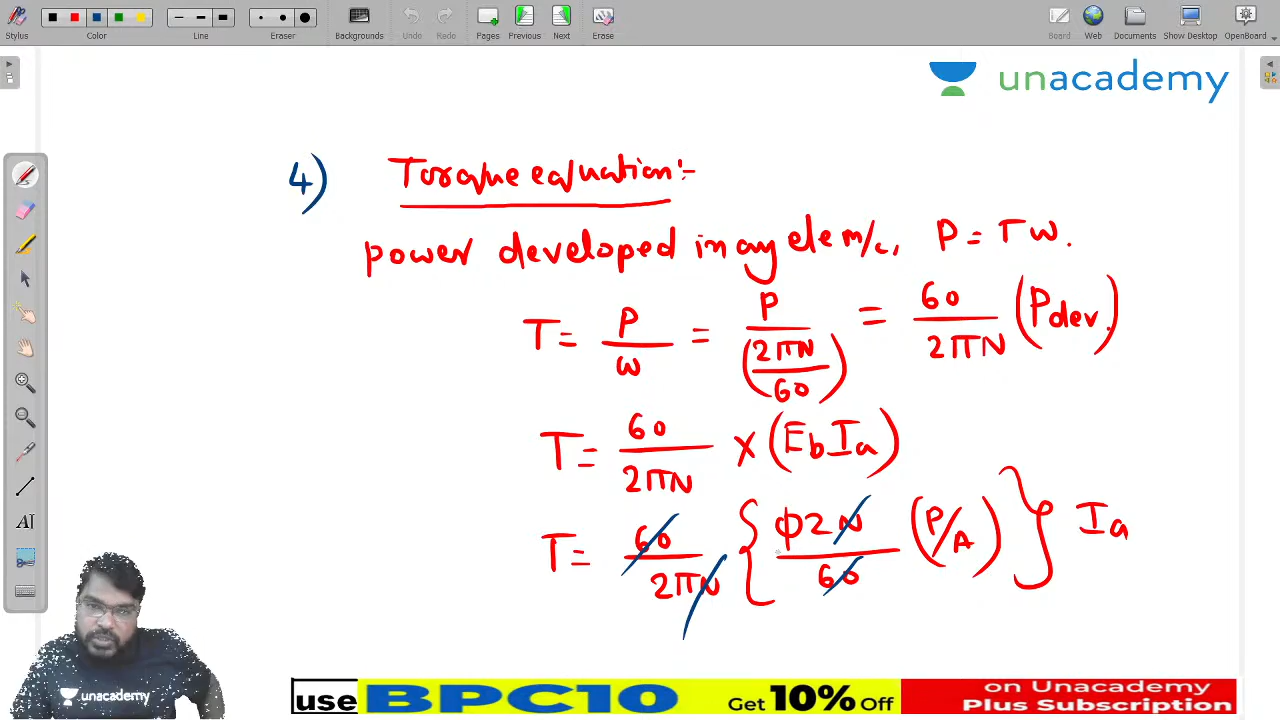 Stylus
Color
Line
Eraser
Backgrounds
Undo
Redo
Pages
Previous
Next
Erase
Board
Web
Documents
Show Desktop
OpenBoard
unacademy
4) Torque equation:-
power developed in any ele m/c, P = Tω.
T = P/ω = P/(2πN/60) = 60/2πN (Pdev.)
T = 60/2πN × (EbIa)
T = 60/2πN { φZN/60 (P/A) } Ia
AI
unacademy
use BPC10 Get 10% Off on Unacademy
Plus Subscription